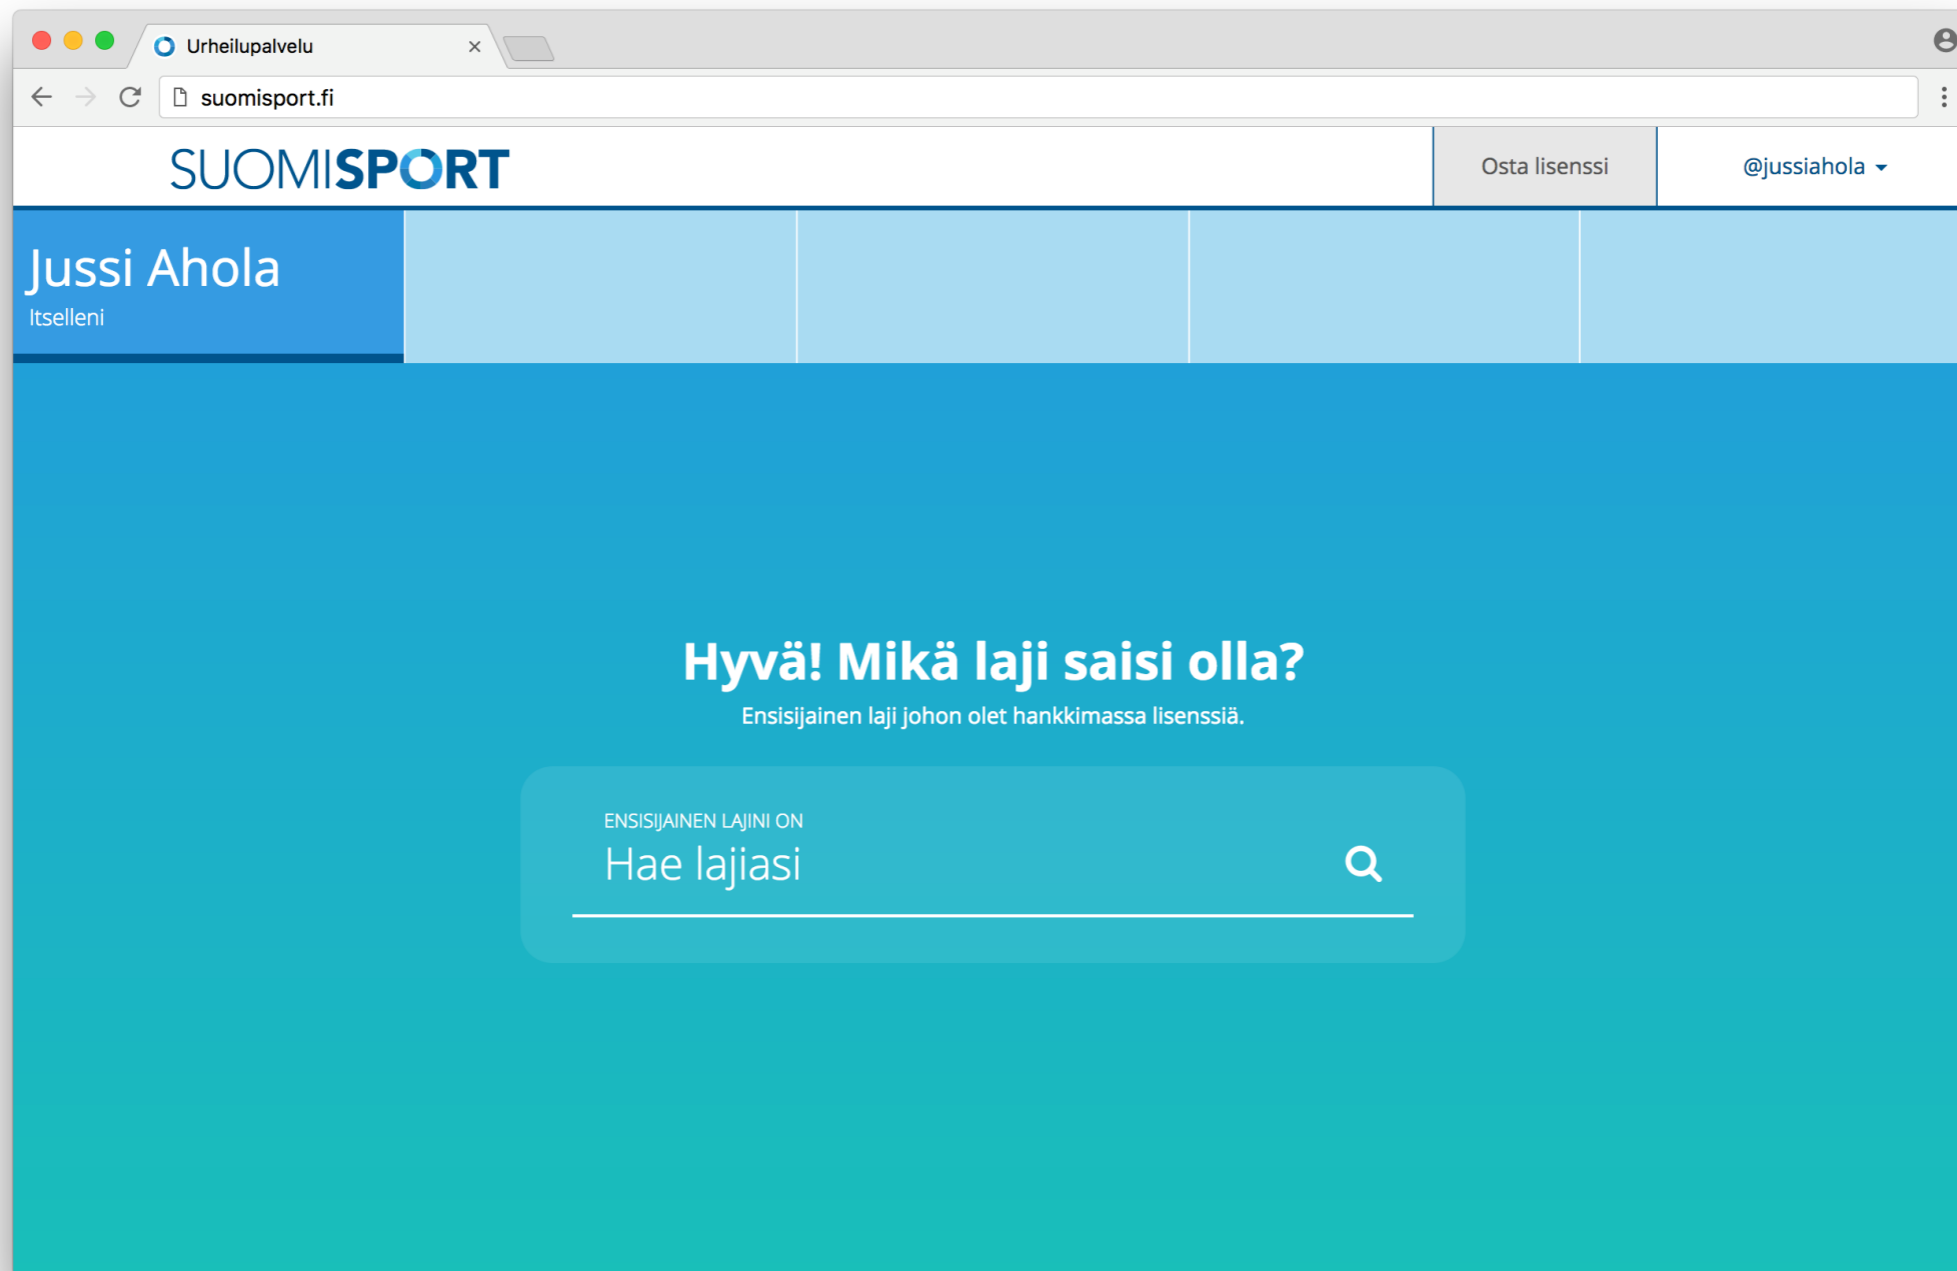 Urheilupalvelu
suomisport.fi
SUOMISPORT
Osta lisenssi
@jussiahola
Jussi Ahola
Itselleni
Hyvä! Mikä laji saisi olla?
Ensisijainen laji johon olet hankkimassa lisenssiä.
ENSISIJAINEN LAJINI ON
Hae lajiasi